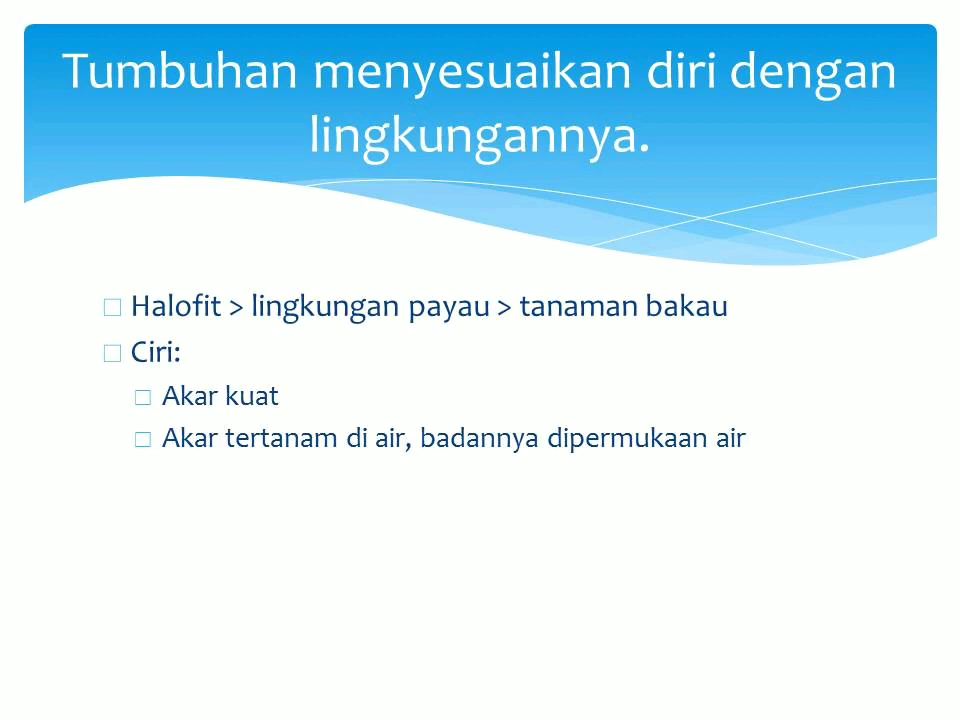 Tumbuhan menyesuaikan diri dengan
lingkungannya.
Halofit > lingkungan payau > tanaman bakau
Ciri:
Akar kuat
Akar tertanam di air, badannya dipermukaan air